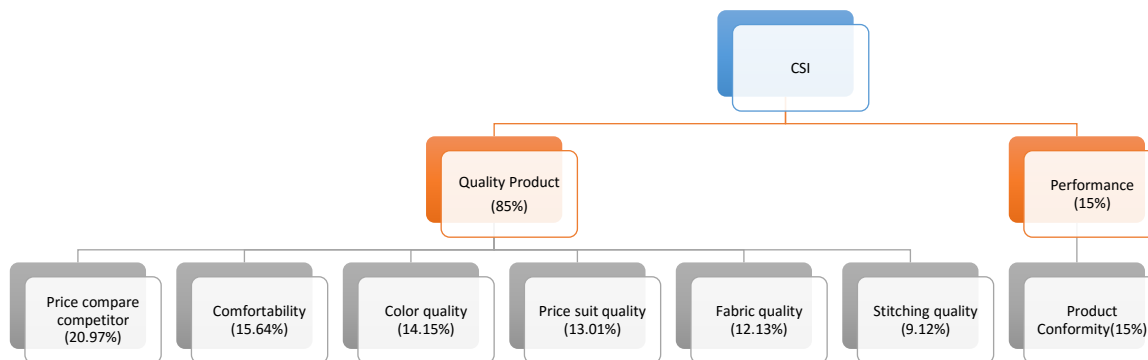 CSI
Quality Product
(85%)
Performance
(15%)
Price compare
competitor
(20.97%)
Comfortability
(15.64%)
Color quality
(14.15%)
Price suit quality
(13.01%)
Fabric quality
(12.13%)
Stitching quality
(9.12%)
Product
Conformity(15%)